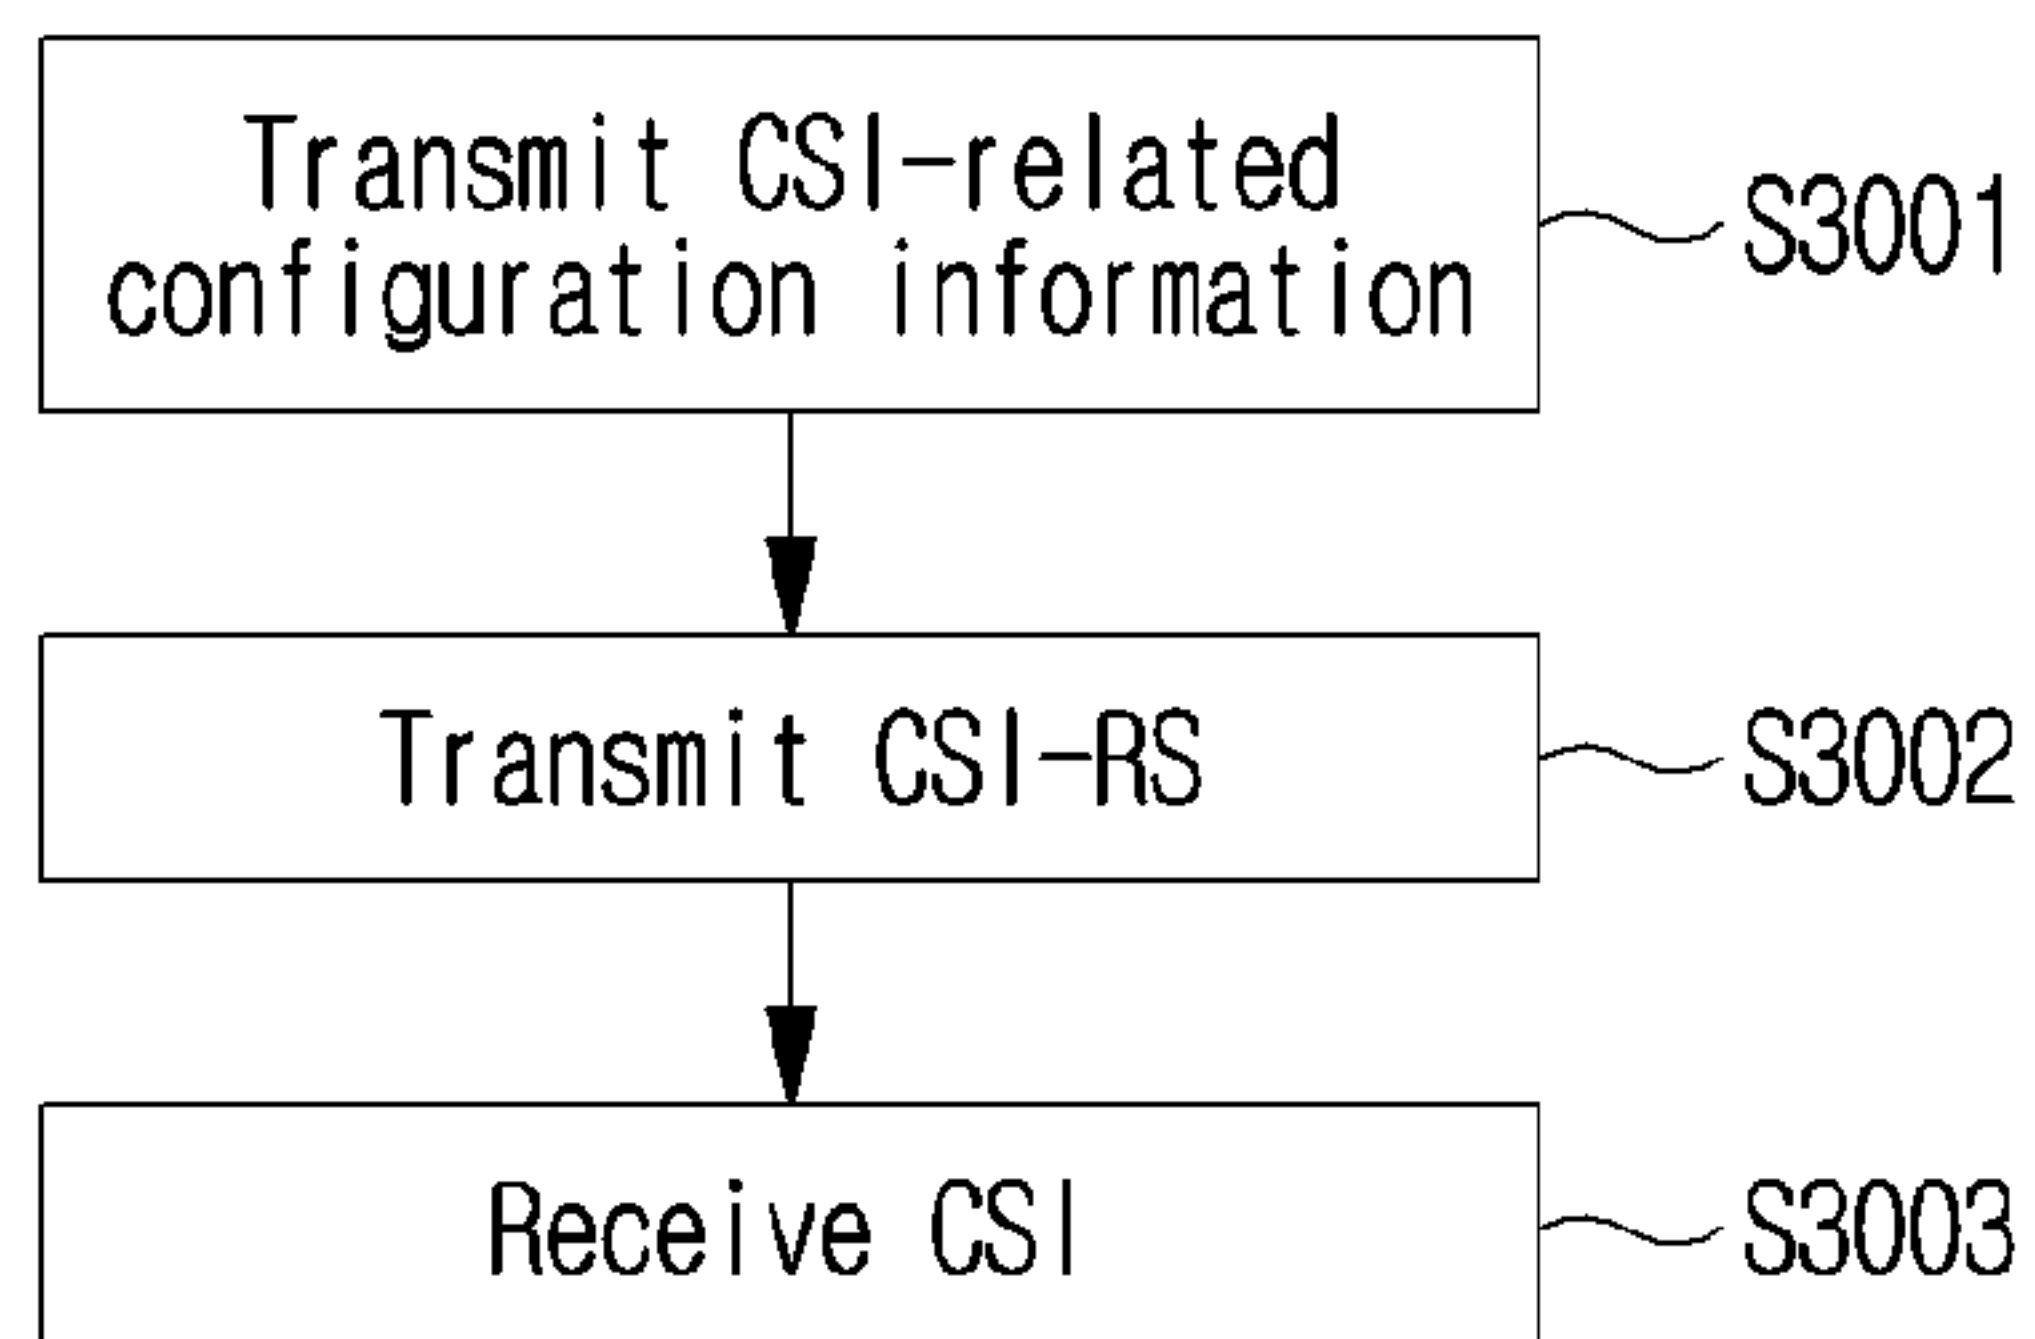 Transmit CSI-related
configuration information
S3001
Transmit CSI-RS
S3002
Receive CSI
S3003